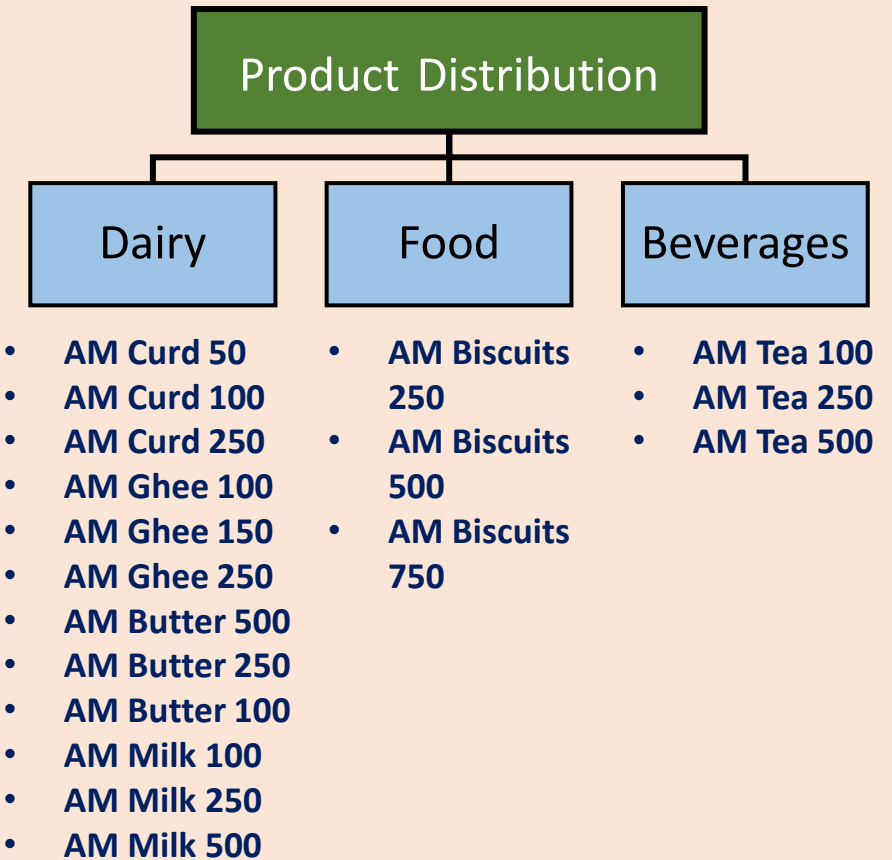 Product Distribution
Dairy
• AM Curd 50
• AM Curd 100
• AM Curd 250
• AM Ghee 100
• AM Ghee 150
• AM Ghee 250
• AM Butter 500
• AM Butter 250
• AM Butter 100
• AM Milk 100
• AM Milk 250
• AM Milk 500
Food
• AM Biscuits
250
• AM Biscuits
500
• AM Biscuits
750
Beverages
• AM Tea 100
• AM Tea 250
• AM Tea 500